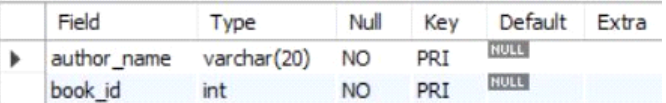 Field Type Null Key Default Extra
author_name varchar(20) NO PRI NULL
book_id int NO PRI NULL